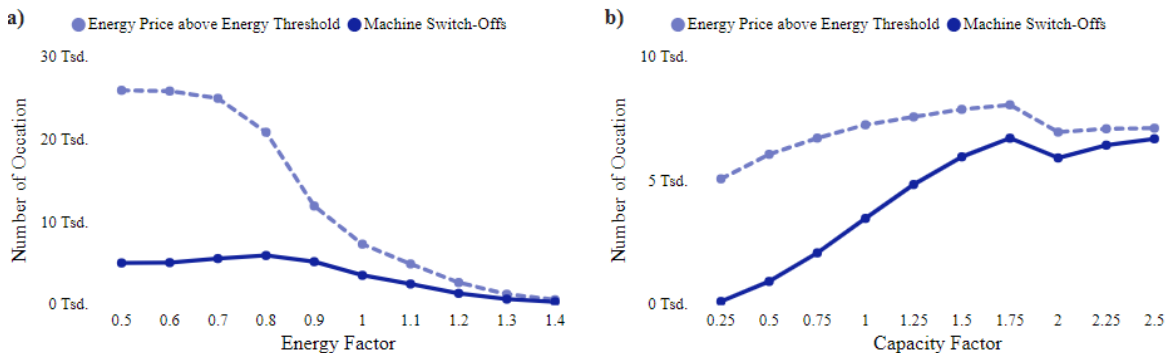 a)
Energy Price above Energy Threshold Machine Switch-Offs
30 Tsd.
20 Tsd.
10 Tsd.
0 Tsd.
Number of Occation
0.5 0.6 0.7 0.8 0.9 1 1.1 1.2 1.3 1.4
Energy Factor
b)
Energy Price above Energy Threshold Machine Switch-Offs
10 Tsd.
5 Tsd.
0 Tsd.
Number of Occation
0.25 0.5 0.75 1 1.25 1.5 1.75 2 2.25 2.5
Capacity Factor